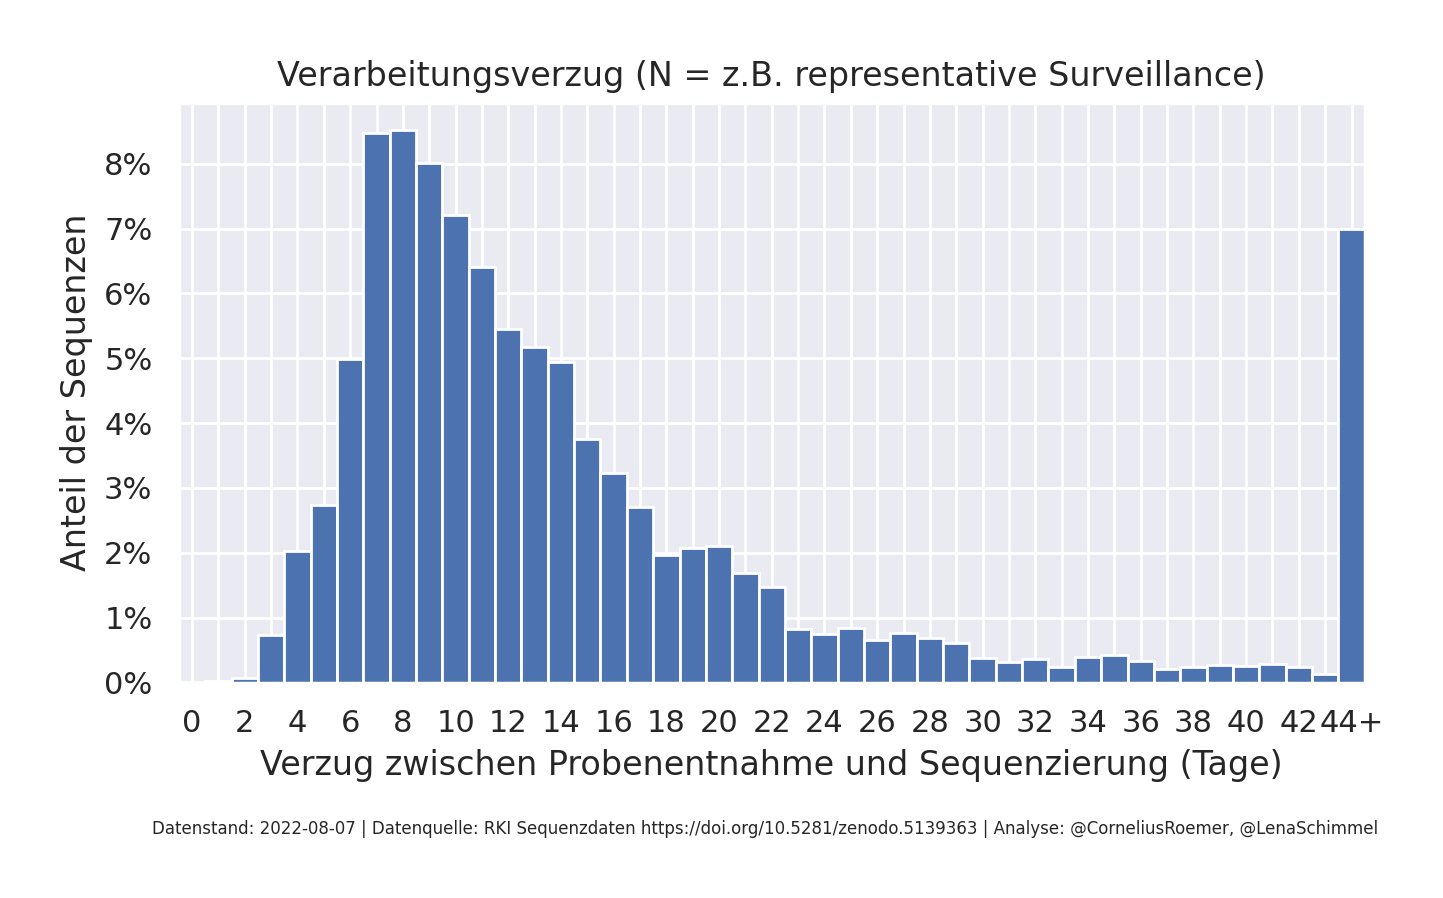 Verarbeitungsverzug (N = z.B. representative Surveillance)
Anteil der Sequenzen
8%
7%
6%
5%
4%
3%
2%
1%
0%
0 2 4 6 8 10 12 14 16 18 20 22 24 26 28 30 32 34 36 38 40 42 44+
Verzug zwischen Probenentnahme und Sequenzierung (Tage)
Datenstand: 2022-08-07 | Datenquelle: RKI Sequenzdaten https://doi.org/10.5281/zenodo.5139363 | Analyse: @CorneliusRoemer, @LenaSchimmel